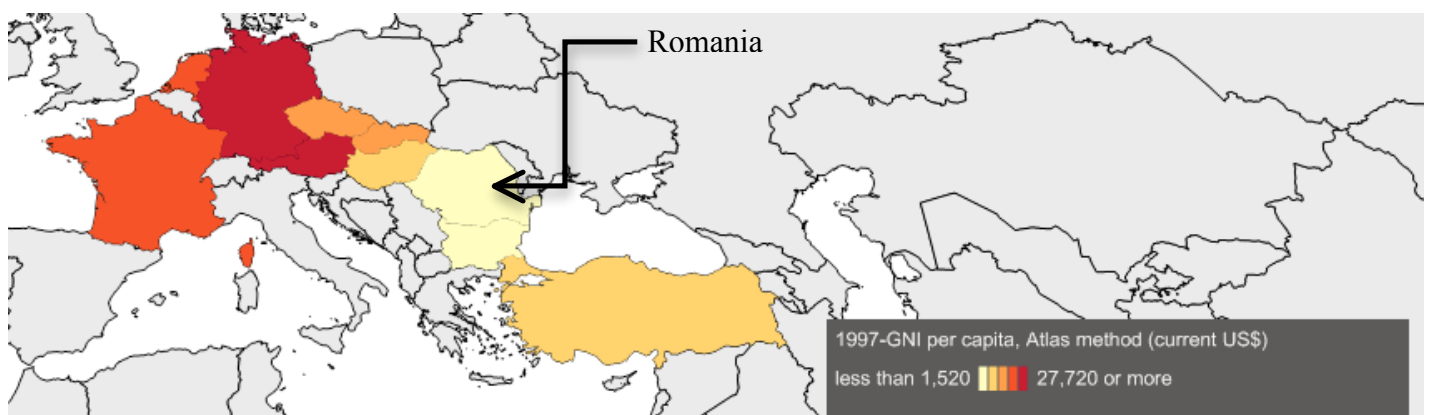 Romania
1997-GNI per capita, Atlas method (current US$)
less than 1,520 27,720 or more